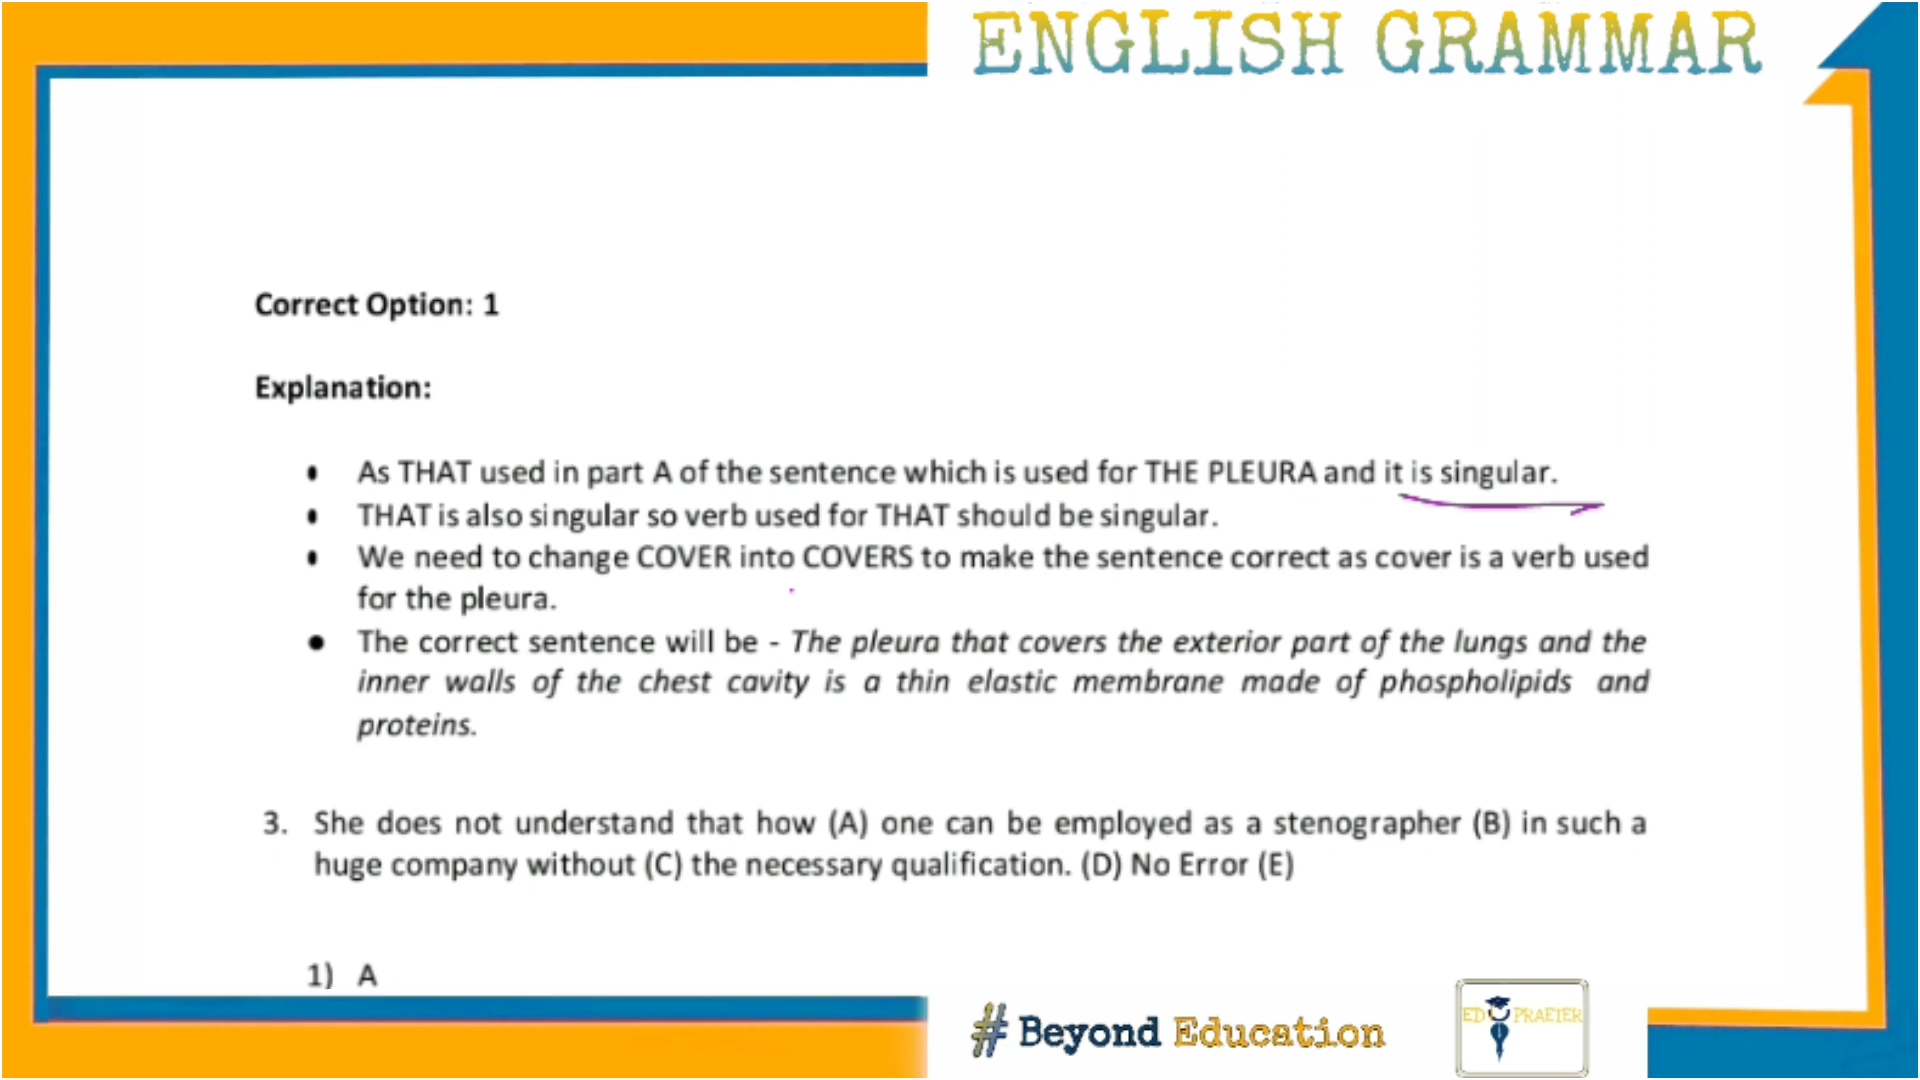 ENGLISH GRAMMAR
Correct Option: 1
Explanation:
• As THAT used in part A of the sentence which is used for THE PLEURA and it is singular.
• THAT is also singular so verb used for THAT should be singular.
• We need to change COVER into COVERS to make the sentence correct as cover is a verb used
for the pleura.
• The correct sentence will be - The pleura that covers the exterior part of the lungs and the
inner walls of the chest cavity is a thin elastic membrane made of phospholipids and
proteins.
3. She does not understand that how (A) one can be employed as a stenographer (B) in such a
huge company without (C) the necessary qualification. (D) No Error (E)
1) A
# Beyond Education
EDUPRAETER